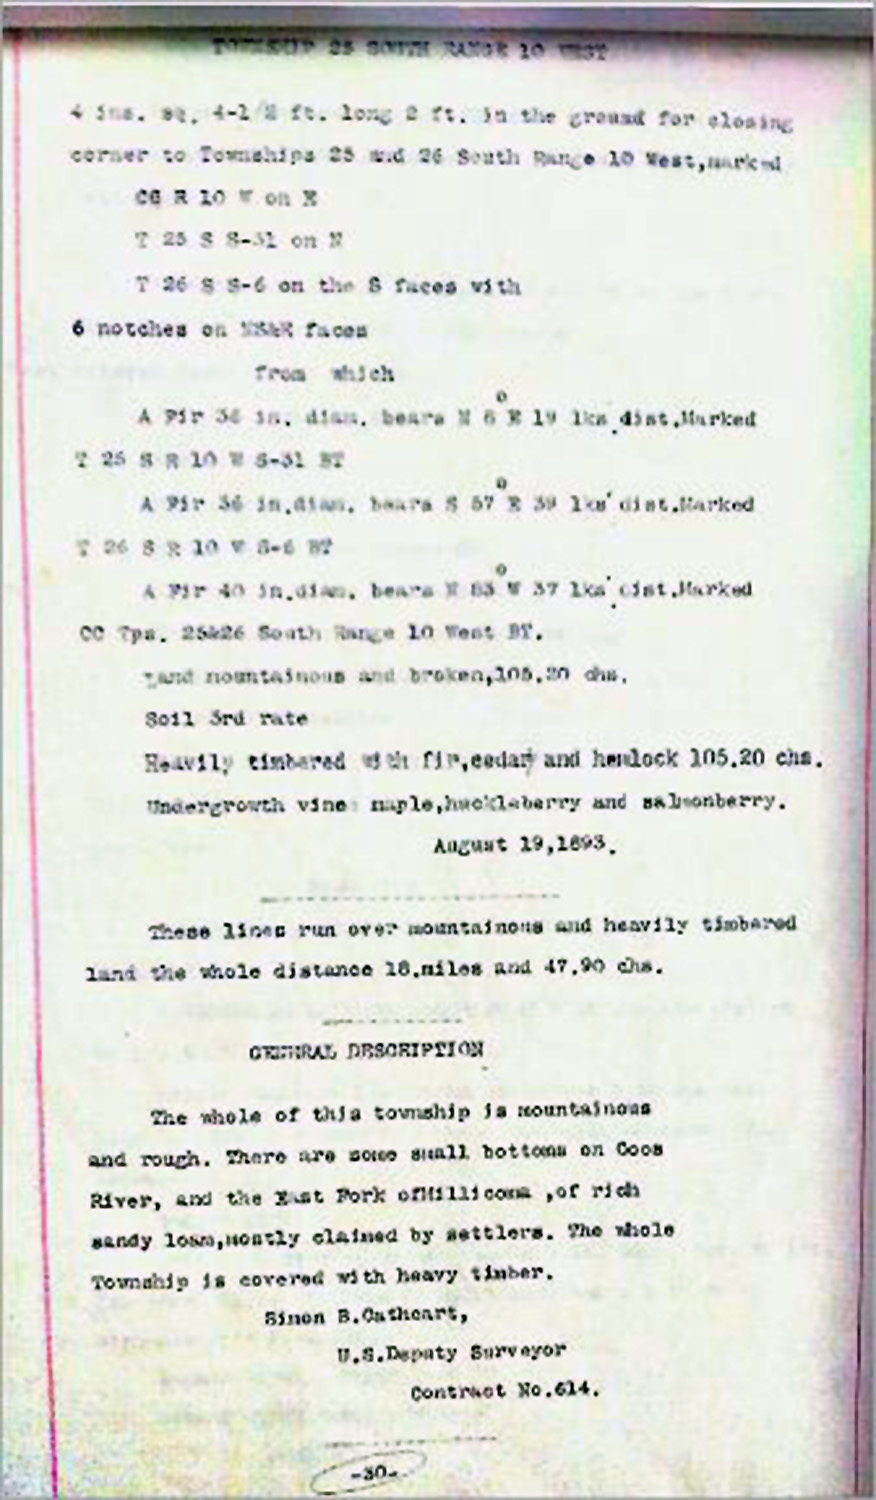 TOWNSHIP 25 SOUTH RANGE 10 WEST
4 ins. sq. 4-1/2 ft. long 2 ft. in the ground for closing
corner to Townships 25 and 26 South Range 10 West,marked
CC R 10 W on E
T 25 S S-31 on N
T 26 S S-6 on the S faces with
6 notches on NS&E faces
from which
A Fir 36 in. diam. bears N 6° E 19 lks dist.Marked
T 25 S R 10 W S-31 BT
A Fir 36 in.diam. bears S 57° E 39 lks dist.Marked
T 26 S R 10 W S-6 BT
A Fir 40 in.diam. bears N 83° W 37 lks dist.Marked
CC Tps. 25&26 South Range 10 West BT.
Land mountainous and broken,105.20 chs.
Soil 3rd rate
Heavily timbered with fir,cedar and hemlock 105.20 chs.
Undergrowth vine maple,huckleberry and salmonberry.
August 19,1893.
These lines run over mountainous and heavily timbered
land the whole distance 18.miles and 47.90 chs.
GENERAL DESCRIPTION
The whole of this township is mountainous
and rough. There are some small bottoms on Coos
River, and the East Fork ofMillicoma ,of rich
sandy loam,mostly claimed by settlers. The whole
Township is covered with heavy timber.
Simon B.Cathcart,
U.S.Deputy Surveyor
Contract No.614.
-30-